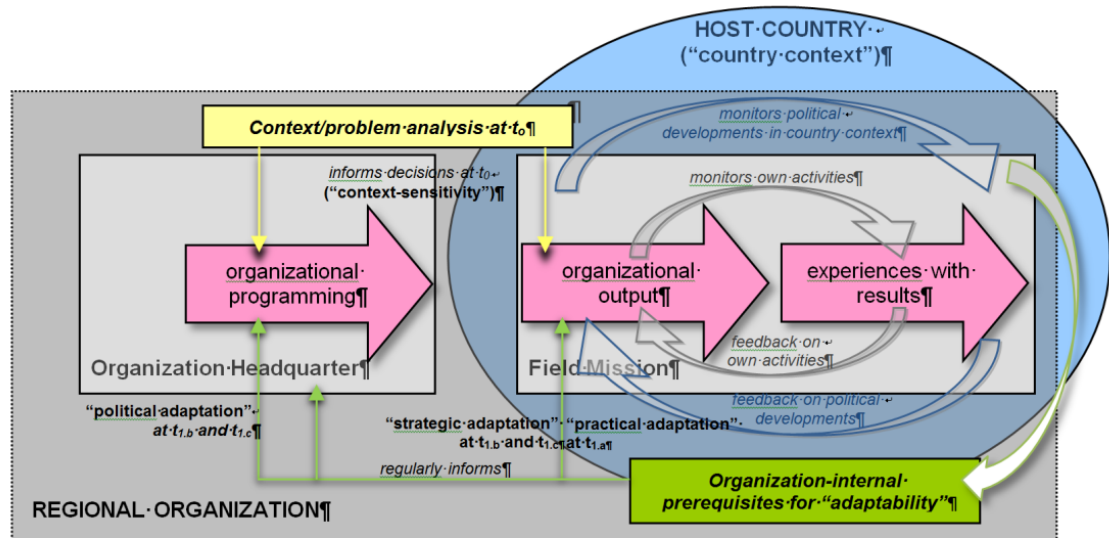 HOST·COUNTRY·↵
(“country·context”)¶
¶
Context/problem·analysis·at·t₀¶
monitors·political·↵
developments·in·country·context¶
informs·decisions·at·t₀↵
(“context-sensitivity”)¶
monitors·own·activities¶
organizational·
programming¶
organizational·
output¶
experiences·with·
results¶
feedback·on·↵
own·activities¶
Organization·Headquarter¶
Field·Mission¶
feedback·on·political·
developments¶
“political·adaptation”↵
at·t1.b·and·t1.c¶
“strategic·adaptation”·“practical·adaptation”·
at·t1.b·and·t1.c¶at·t1.a¶
regularly·informs¶
Organization-internal·
prerequisites·for·“adaptability”¶
REGIONAL·ORGANIZATION¶